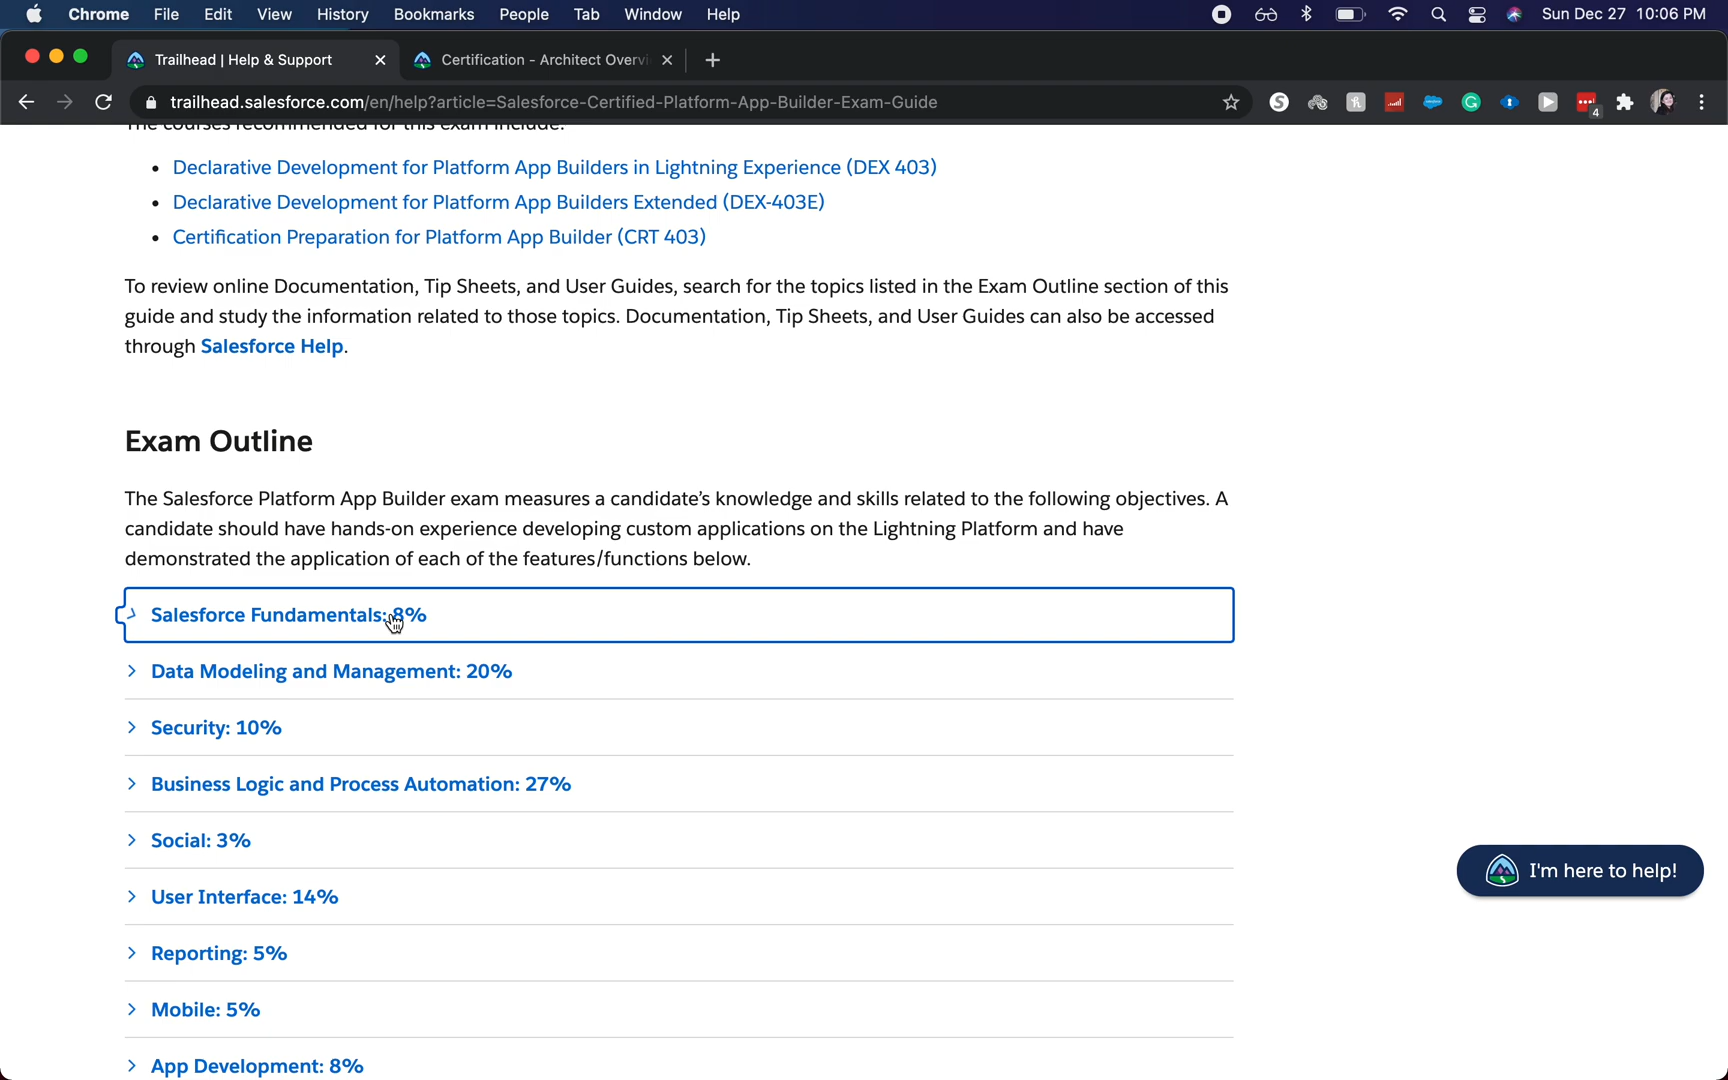 Chrome File Edit View History Bookmarks People Tab Window Help Sun Dec 27 10:06 PM
Trailhead | Help & Support Certification - Architect Overvi
trailhead.salesforce.com/en/help?article=Salesforce-Certified-Platform-App-Builder-Exam-Guide
4
The courses recommended for this exam include:
Declarative Development for Platform App Builders in Lightning Experience (DEX 403)
Declarative Development for Platform App Builders Extended (DEX-403E)
Certification Preparation for Platform App Builder (CRT 403)
To review online Documentation, Tip Sheets, and User Guides, search for the topics listed in the Exam Outline section of this
guide and study the information related to those topics. Documentation, Tip Sheets, and User Guides can also be accessed
through Salesforce Help.
Exam Outline
The Salesforce Platform App Builder exam measures a candidate's knowledge and skills related to the following objectives. A
candidate should have hands-on experience developing custom applications on the Lightning Platform and have
demonstrated the application of each of the features/functions below.
Salesforce Fundamentals: 8%
Data Modeling and Management: 20%
Security: 10%
Business Logic and Process Automation: 27%
Social: 3%
User Interface: 14%
Reporting: 5%
Mobile: 5%
App Development: 8%
I'm here to help!